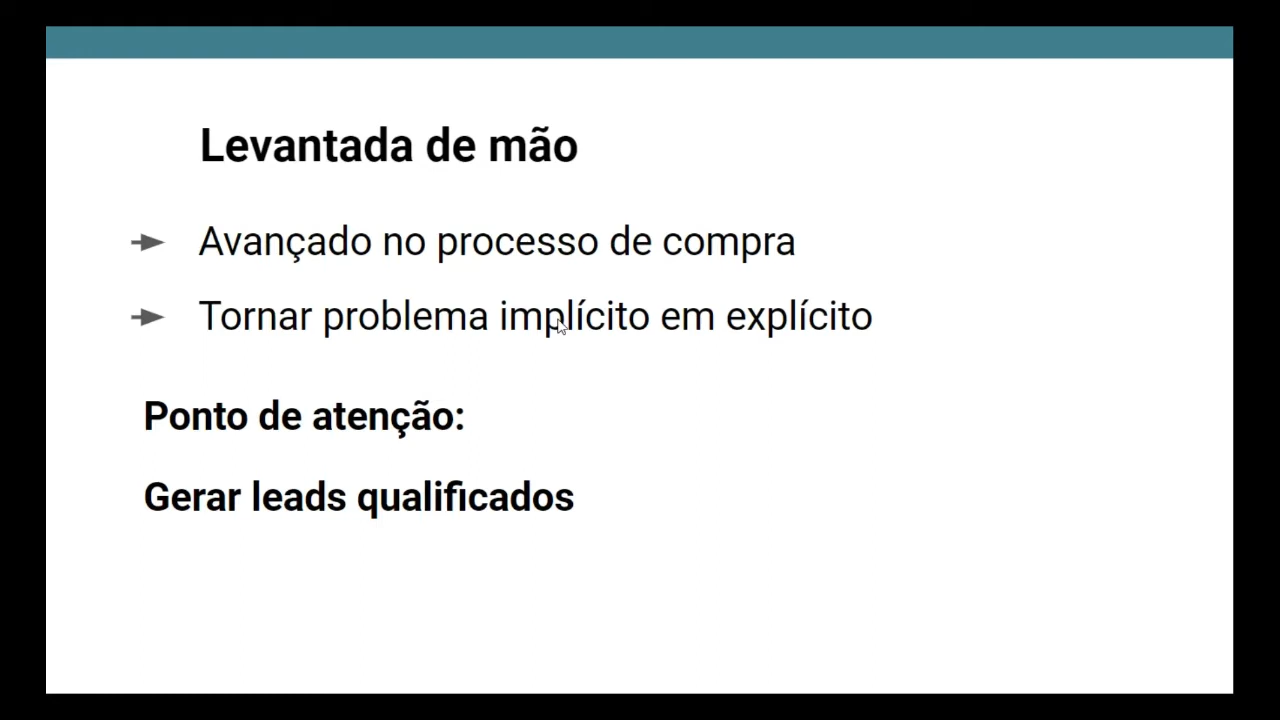 Levantada de mão
Avançado no processo de compra
Tornar problema implícito em explícito
Ponto de atenção:
Gerar leads qualificados